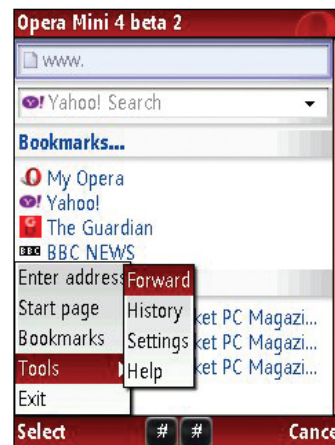 Opera Mini 4 beta 2
www.
Y! Yahoo! Search
Bookmarks...
My Opera
Y! Yahoo!
g The Guardian
BBC BBC NEWS
Enter address
Forward
Start page
History
ket PC Magazi...
Bookmarks
Settings
ket PC Magazi...
Tools
Help
ket PC Magazi...
Exit
Select
# #
Cance